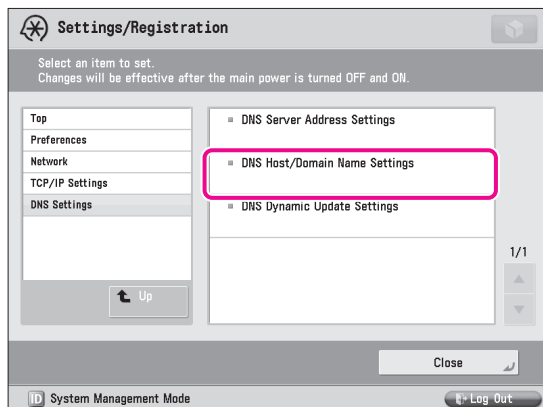 Settings/Registration
Select an item to set.
Changes will be effective after the main power is turned OFF and ON.
Top
Preferences
Network
TCP/IP Settings
DNS Settings
Up
DNS Server Address Settings
DNS Host/Domain Name Settings
DNS Dynamic Update Settings
1/1
Close
ID System Management Mode
Log Out